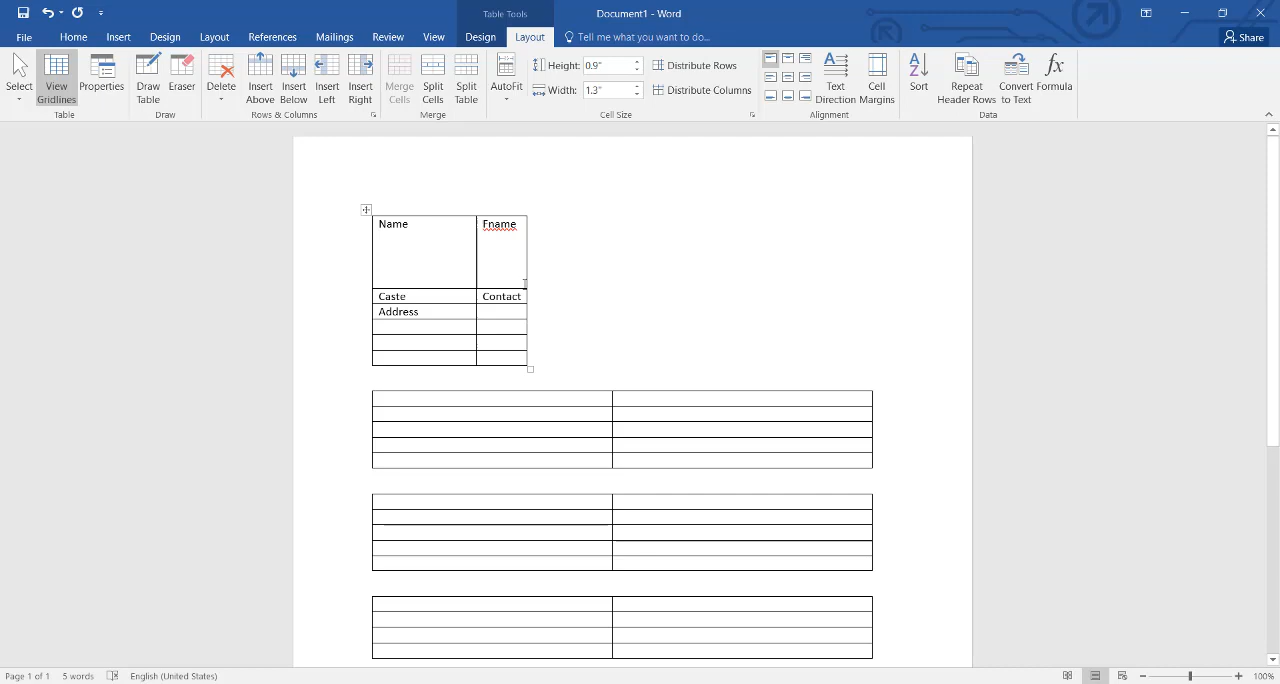 Table Tools
Document1 - Word
File Home Insert Design Layout References Mailings Review View Design Layout Tell me what you want to do... Share
Select View Gridlines Properties Draw Table Eraser Delete Insert Above Insert Below Insert Left Insert Right Merge Cells Split Cells Split Table AutoFit Height: 0.9" Distribute Rows Width: 1.3" Distribute Columns Text Direction Cell Margins Sort Repeat Header Rows Convert to Text Formula
Table Draw Rows & Columns Merge Cell Size Alignment Data
Name Fname
Caste Contact
Address
Page 1 of 1 5 words English (United States) 100%